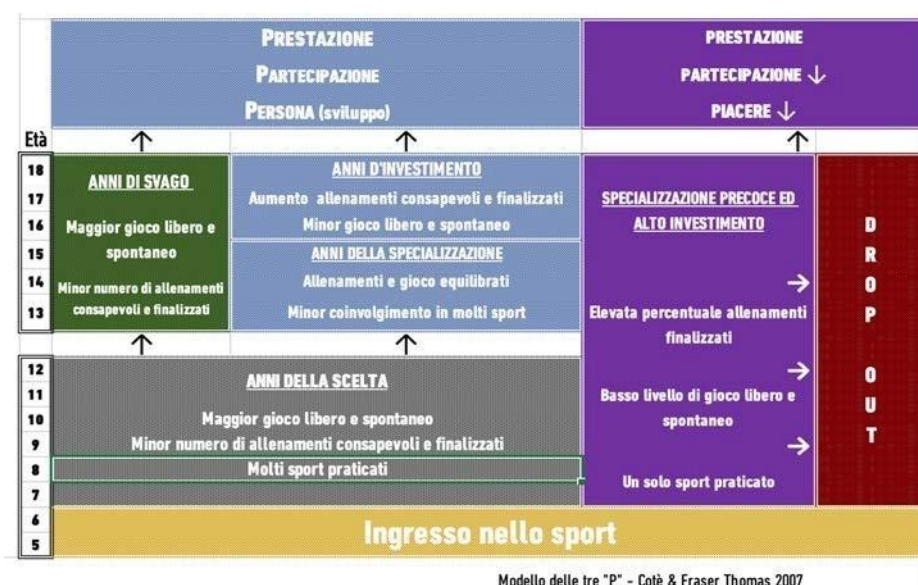 PRESTAZIONE
PARTECIPAZIONE
PERSONA (sviluppo)
PRESTAZIONE
PARTECIPAZIONE ↓
PIACERE ↓
Età
18
17
16
15
14
13
ANNI DI SVAGO
Maggior gioco libero e
spontaneo
Minor numero di allenamenti
consapevoli e finalizzati
ANNI D'INVESTIMENTO
Aumento allenamenti consapevoli e finalizzati
Minor gioco libero e spontaneo
ANNI DELLA SPECIALIZZAZIONE
Allenamenti e gioco equilibrati
Minor coinvolgimento in molti sport
SPECIALIZZAZIONE PRECOCE ED
ALTO INVESTIMENTO
Elevata percentuale allenamenti
finalizzati
Basso livello di gioco libero e
spontaneo
Un solo sport praticato
D
R
O
P
O
U
T
12
11
10
9
8
7
ANNI DELLA SCELTA
Maggior gioco libero e spontaneo
Minor numero di allenamenti consapevoli e finalizzati
Molti sport praticati
6
5
Ingresso nello sport
Modello delle tre "P" - Cotè & Fraser Thomas 2007